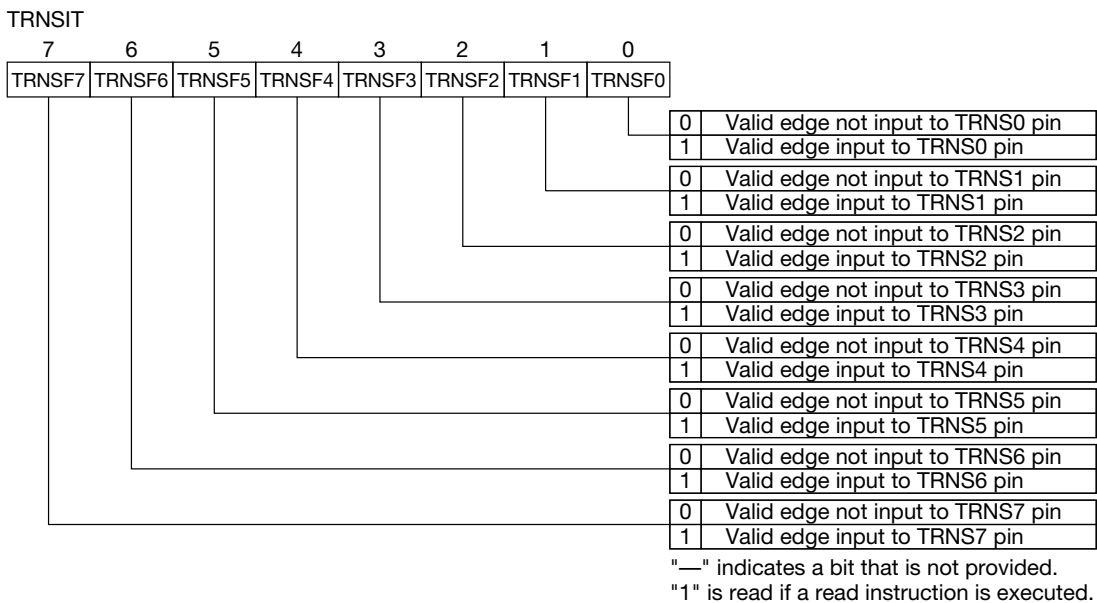 TRNSIT
7 6 5 4 3 2 1 0
TRNSF7 TRNSF6 TRNSF5 TRNSF4 TRNSF3 TRNSF2 TRNSF1 TRNSF0
0 Valid edge not input to TRNS0 pin
1 Valid edge input to TRNS0 pin
0 Valid edge not input to TRNS1 pin
1 Valid edge input to TRNS1 pin
0 Valid edge not input to TRNS2 pin
1 Valid edge input to TRNS2 pin
0 Valid edge not input to TRNS3 pin
1 Valid edge input to TRNS3 pin
0 Valid edge not input to TRNS4 pin
1 Valid edge input to TRNS4 pin
0 Valid edge not input to TRNS5 pin
1 Valid edge input to TRNS5 pin
0 Valid edge not input to TRNS6 pin
1 Valid edge input to TRNS6 pin
0 Valid edge not input to TRNS7 pin
1 Valid edge input to TRNS7 pin
"—" indicates a bit that is not provided.
"1" is read if a read instruction is executed.